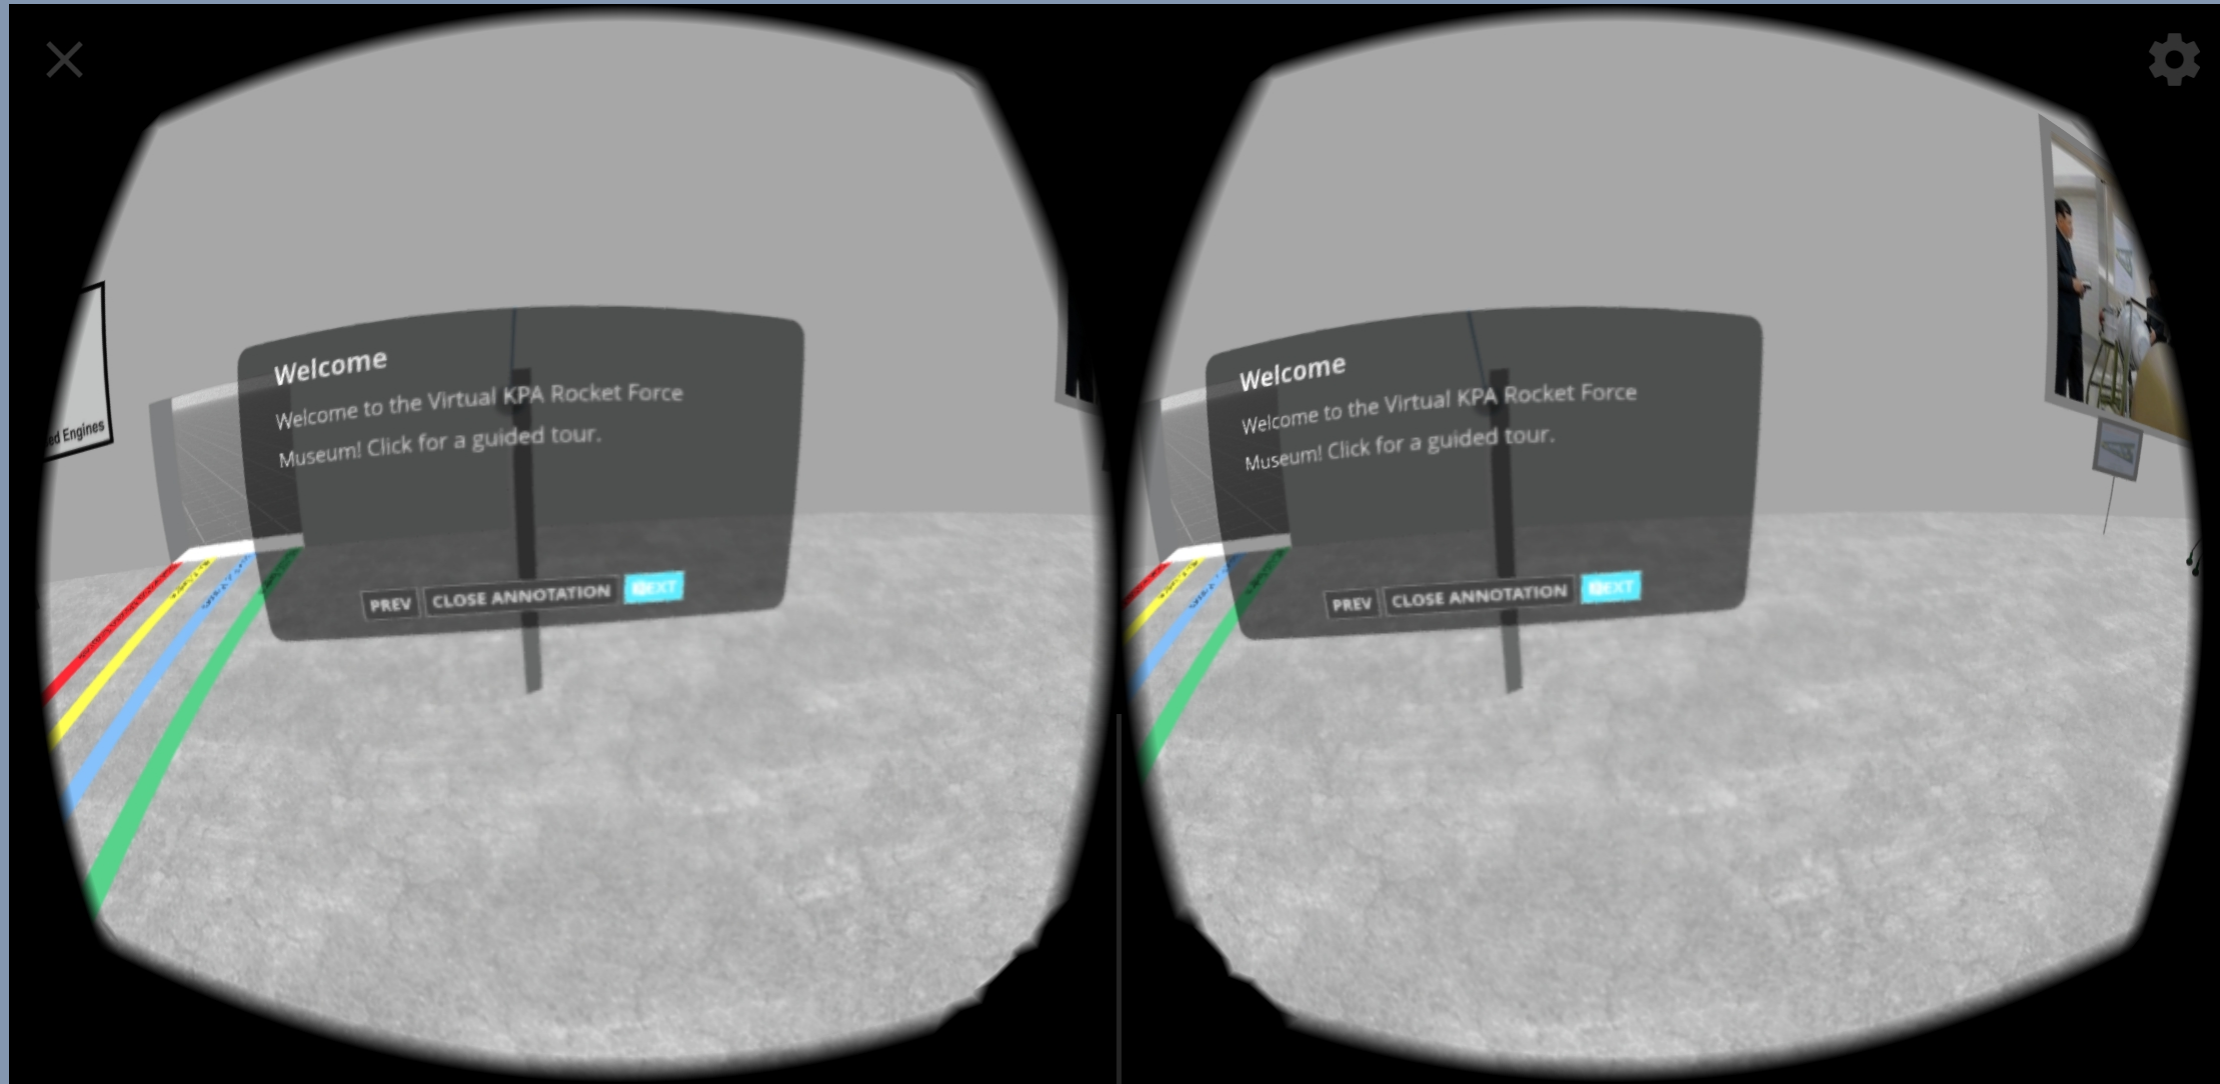 ed Engines
Welcome
Welcome to the Virtual KPA Rocket Force
Museum! Click for a guided tour.
PREV CLOSE ANNOTATION NEXT
Welcome
Welcome to the Virtual KPA Rocket Force
Museum! Click for a guided tour.
PREV CLOSE ANNOTATION NEXT